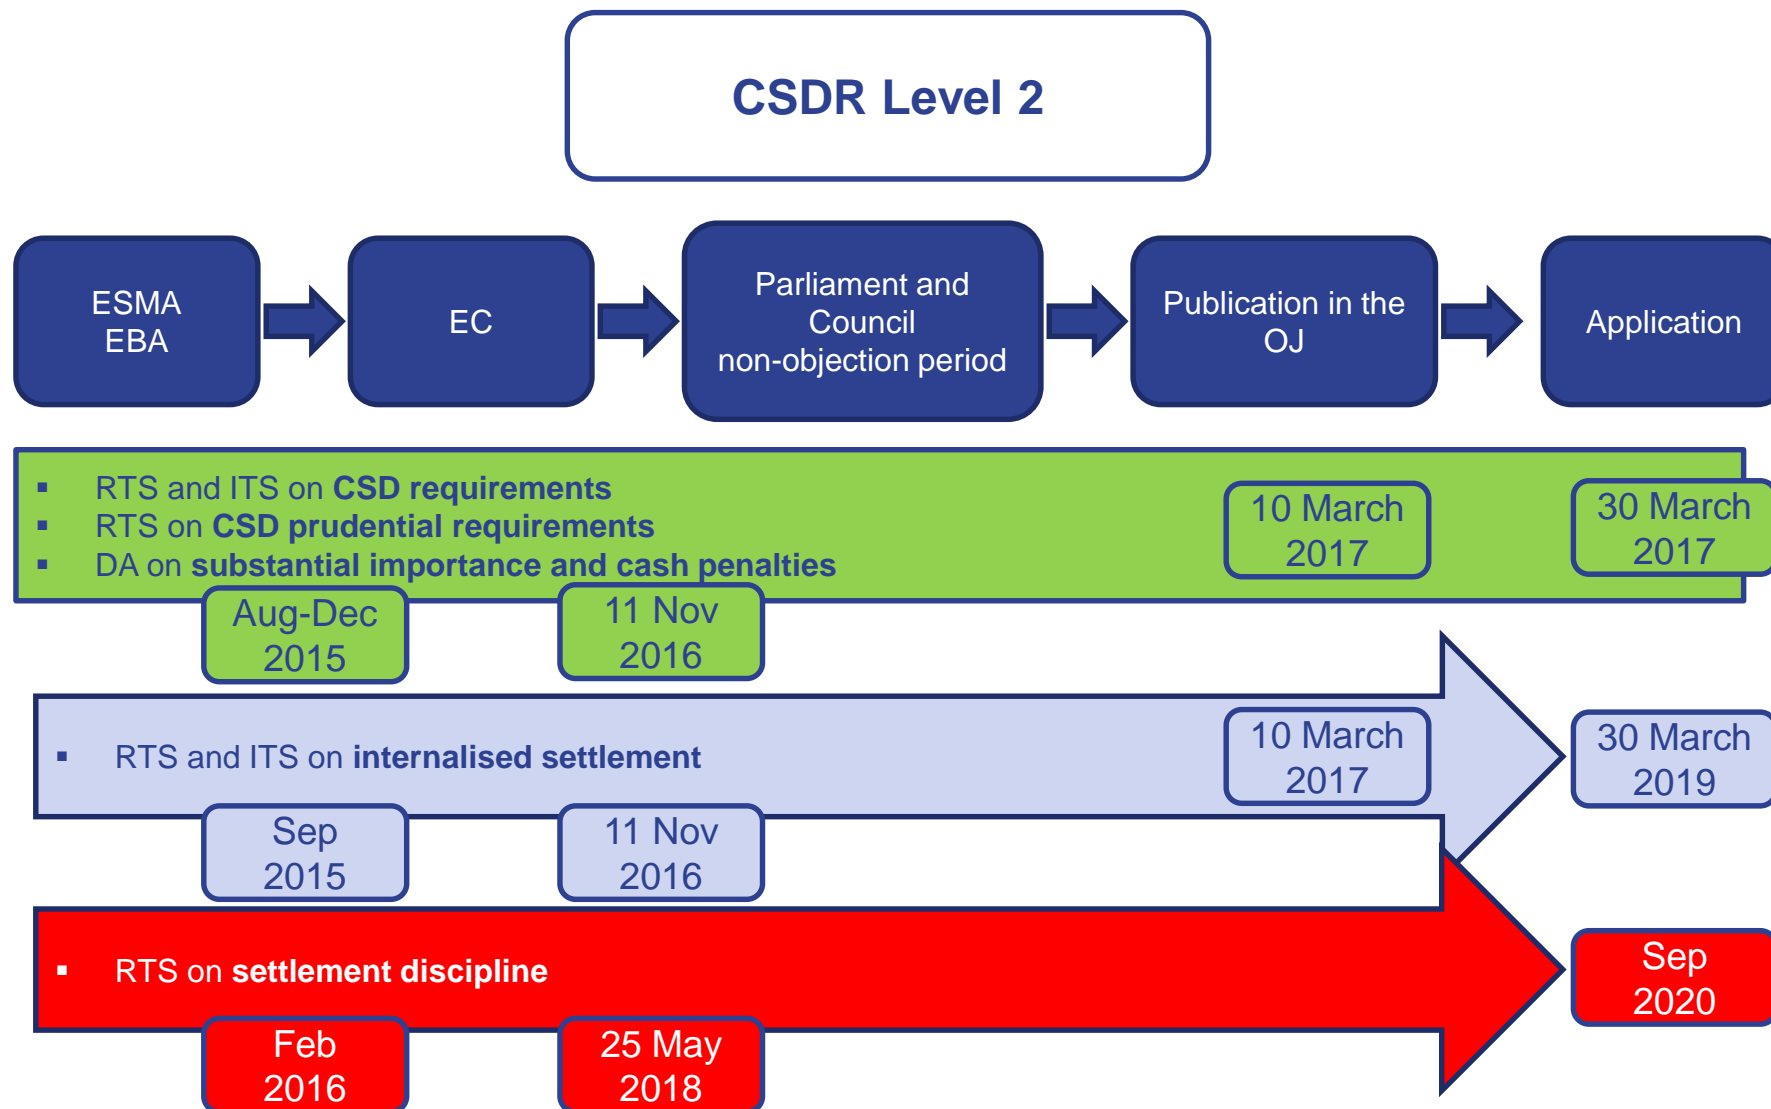 CSDR Level 2
ESMA
EBA
EC
Parliament and
Council
non-objection period
Publication in the
OJ
Application
▪ RTS and ITS on CSD requirements
▪ RTS on CSD prudential requirements
▪ DA on substantial importance and cash penalties
10 March
2017
30 March
2017
Aug-Dec
2015
11 Nov
2016
▪ RTS and ITS on internalised settlement
10 March
2017
30 March
2019
Sep
2015
11 Nov
2016
▪ RTS on settlement discipline
Sep
2020
Feb
2016
25 May
2018